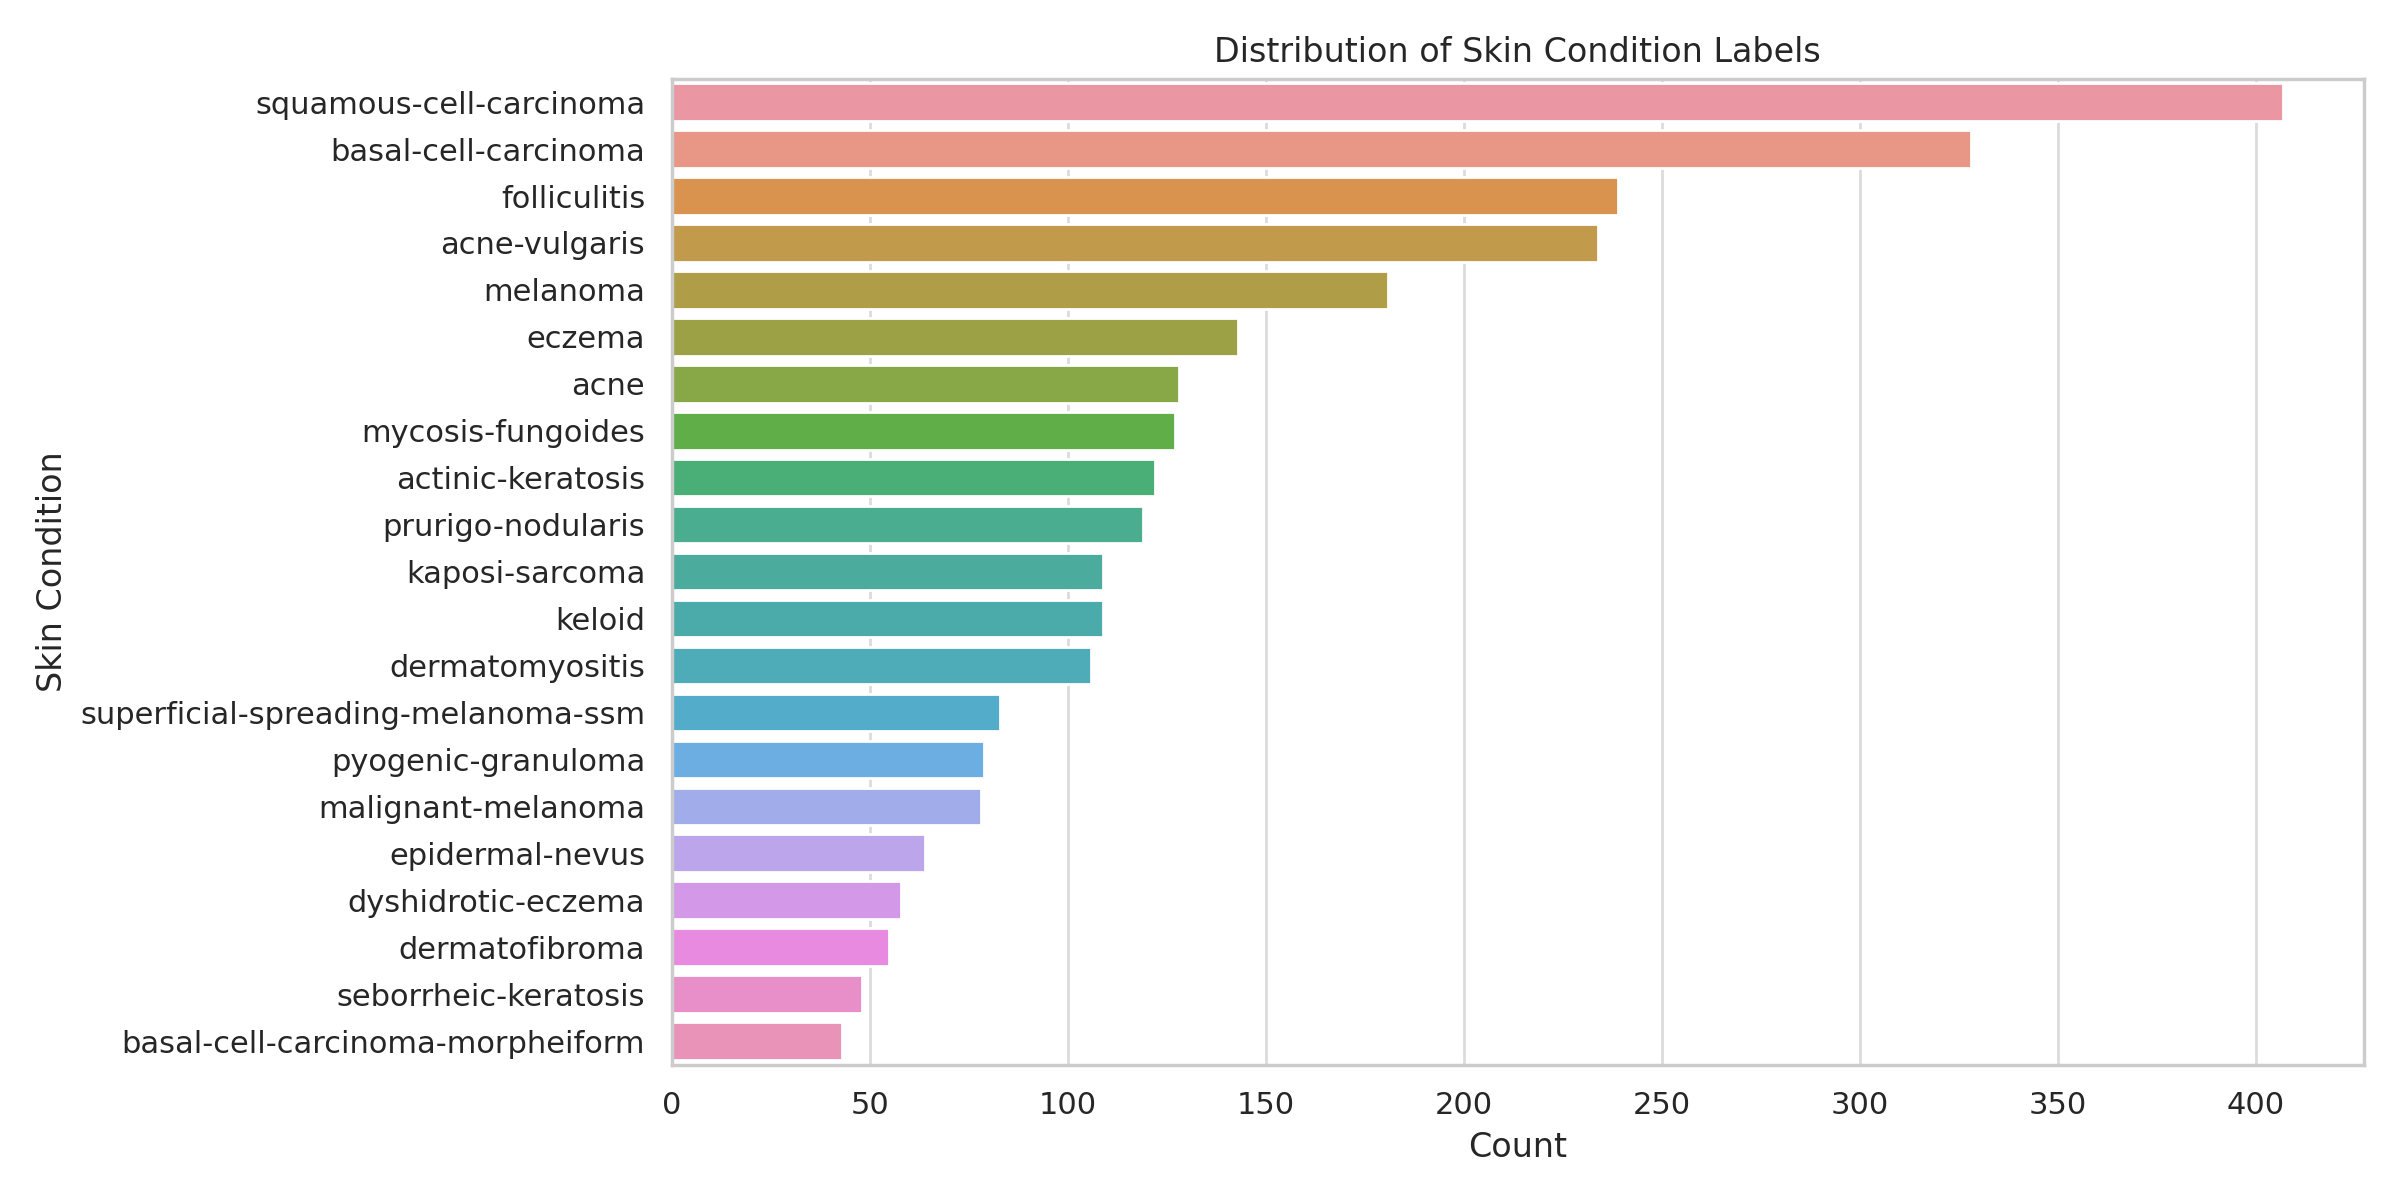 Distribution of Skin Condition Labels
squamous-cell-carcinoma
basal-cell-carcinoma
folliculitis
acne-vulgaris
melanoma
eczema
acne
mycosis-fungoides
actinic-keratosis
prurigo-nodularis
kaposi-sarcoma
keloid
dermatomyositis
superficial-spreading-melanoma-ssm
pyogenic-granuloma
malignant-melanoma
epidermal-nevus
dyshidrotic-eczema
dermatofibroma
seborrheic-keratosis
basal-cell-carcinoma-morpheiform
Skin Condition
0 50 100 150 200 250 300 350 400
Count